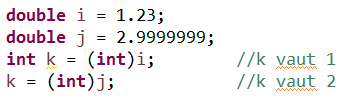 double i = 1.23;
double j = 2.9999999;
int k = (int)i;          //k vaut 1
k = (int)j;              //k vaut 2